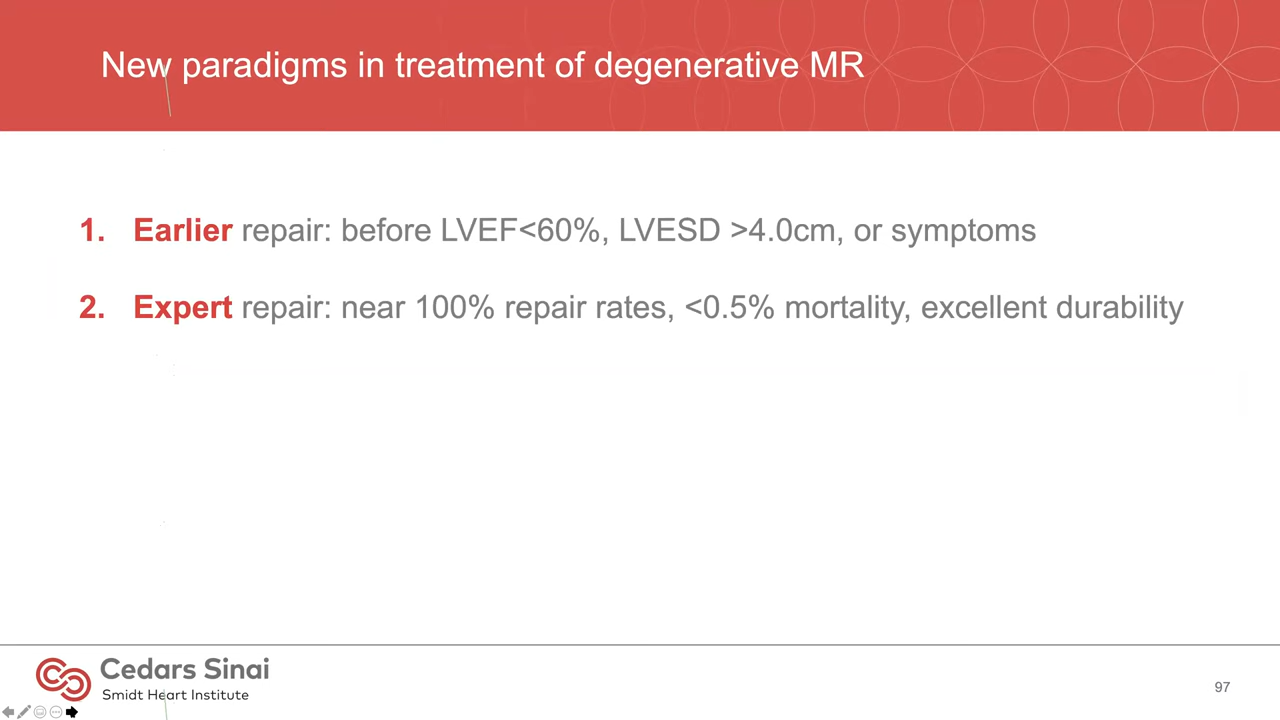 New paradigms in treatment of degenerative MR
1. Earlier repair: before LVEF<60%, LVESD >4.0cm, or symptoms
2. Expert repair: near 100% repair rates, <0.5% mortality, excellent durability
Cedars Sinai
Smidt Heart Institute
97